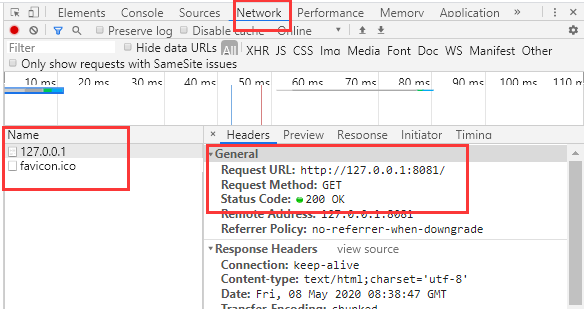 Elements Console Sources Network Performance Memory Application »
Preserve log Disable cache Online
Filter Hide data URLs All XHR JS CSS Img Media Font Doc WS Manifest Other
Only show requests with SameSite issues
10 ms 20 ms 30 ms 40 ms 50 ms 60 ms 70 ms 80 ms 90 ms 100 ms
Name
127.0.0.1
favicon.ico
× Headers Preview Response Initiator Timing
General
Request URL: http://127.0.0.1:8081/
Request Method: GET
Status Code: 200 OK
Remote Address: 127.0.0.1:8081
Referrer Policy: no-referrer-when-downgrade
Response Headers view source
Connection: keep-alive
Content-type: text/html;charset='utf-8'
Date: Fri, 08 May 2020 08:38:47 GMT
Transfer-Encoding: chunked